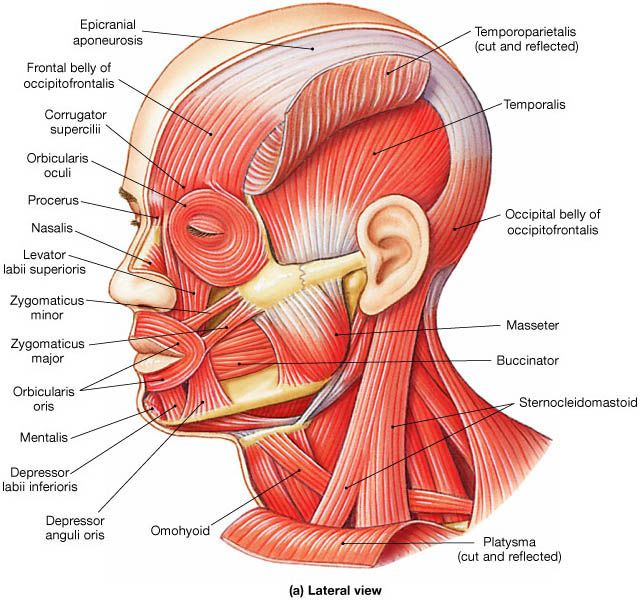 Epicranial
aponeurosis
Frontal belly of
occipitofrontalis
Corrugator
supercilii
Orbicularis
oculi
Procerus
Nasalis
Levator
labii superioris
Zygomaticus
minor
Zygomaticus
major
Orbicularis
oris
Mentalis
Depressor
labii inferioris
Depressor
anguli oris
Omohyoid
Temporoparietalis
(cut and reflected)
Temporalis
Occipital belly of
occipitofrontalis
Masseter
Buccinator
Sternocleidomastoid
Platysma
(cut and reflected)
(a) Lateral view